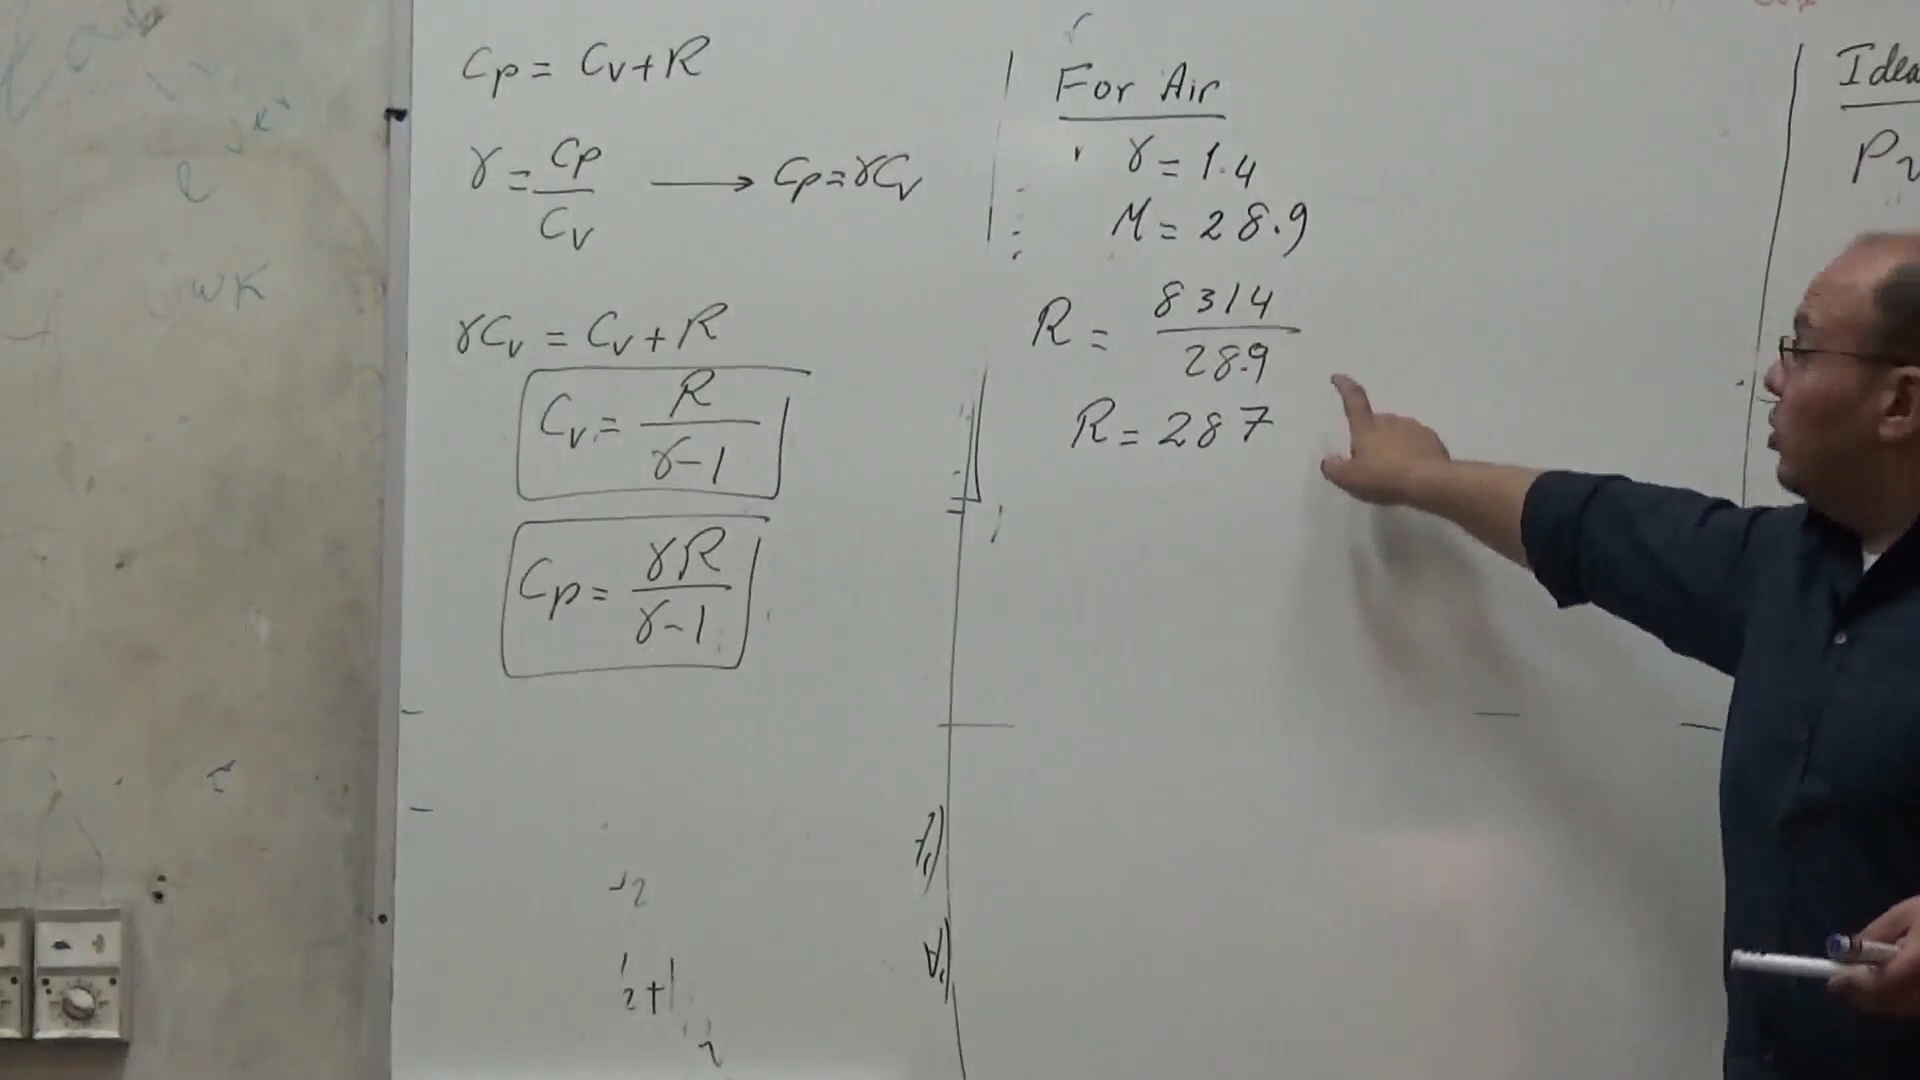 Cp = Cv + R
γ = Cp / Cv ⟶ Cp = γCv
γCv = Cv + R
Cv = R / γ-1
Cp = γR / γ-1
For Air
γ = 1.4
M = 28.9
R = 8314 / 28.9
R = 287